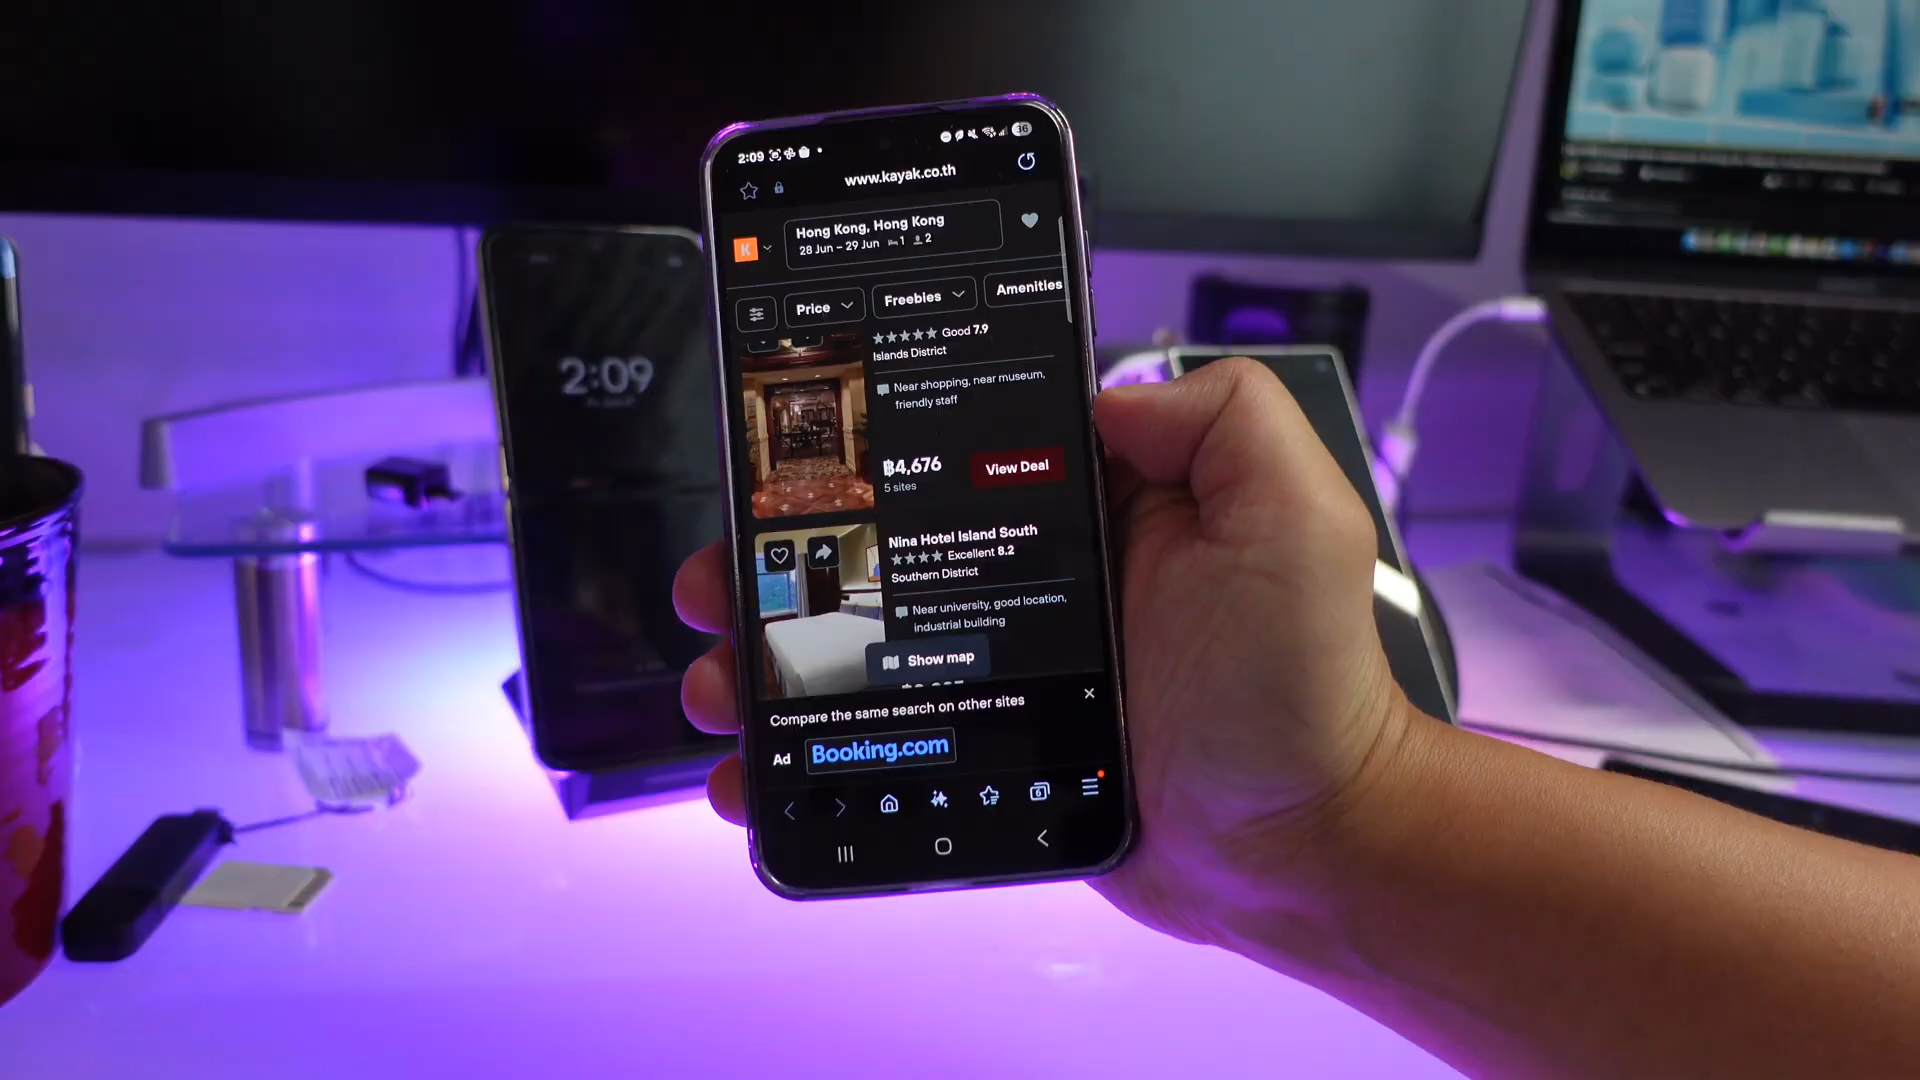 2:09
36
www.kayak.co.th
K
Hong Kong, Hong Kong
28 Jun – 29 Jun 1 2
Price
Freebies
Amenities
Good 7.9
Islands District
Near shopping, near museum,
friendly staff
฿4,676
5 sites
View Deal
Nina Hotel Island South
Excellent 8.2
Southern District
Near university, good location,
industrial building
Show map
Compare the same search on other sites
Ad
Booking.com
6
2:09